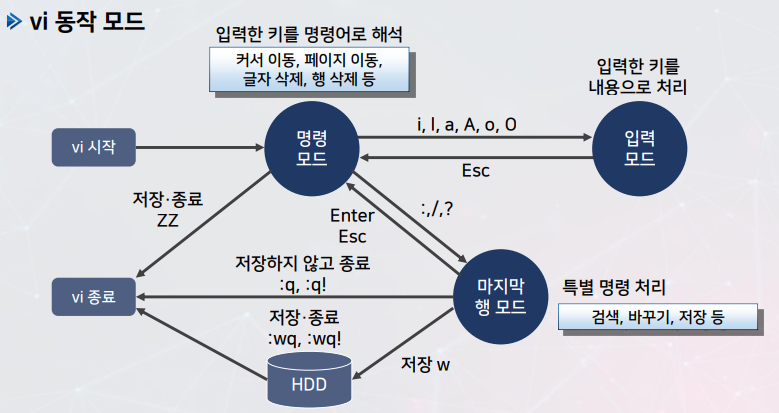 vi 동작 모드
입력한 키를 명령어로 해석
커서 이동, 페이지 이동,
글자 삭제, 행 삭제 등
입력한 키를
내용으로 처리
vi 시작
명령
모드
i, I, a, A, o, O
Esc
입력
모드
저장·종료
ZZ
Enter
Esc
:,/,?
저장하지 않고 종료
:q, :q!
vi 종료
마지막
행 모드
특별 명령 처리
검색, 바꾸기, 저장 등
저장·종료
:wq, :wq!
저장 w
HDD